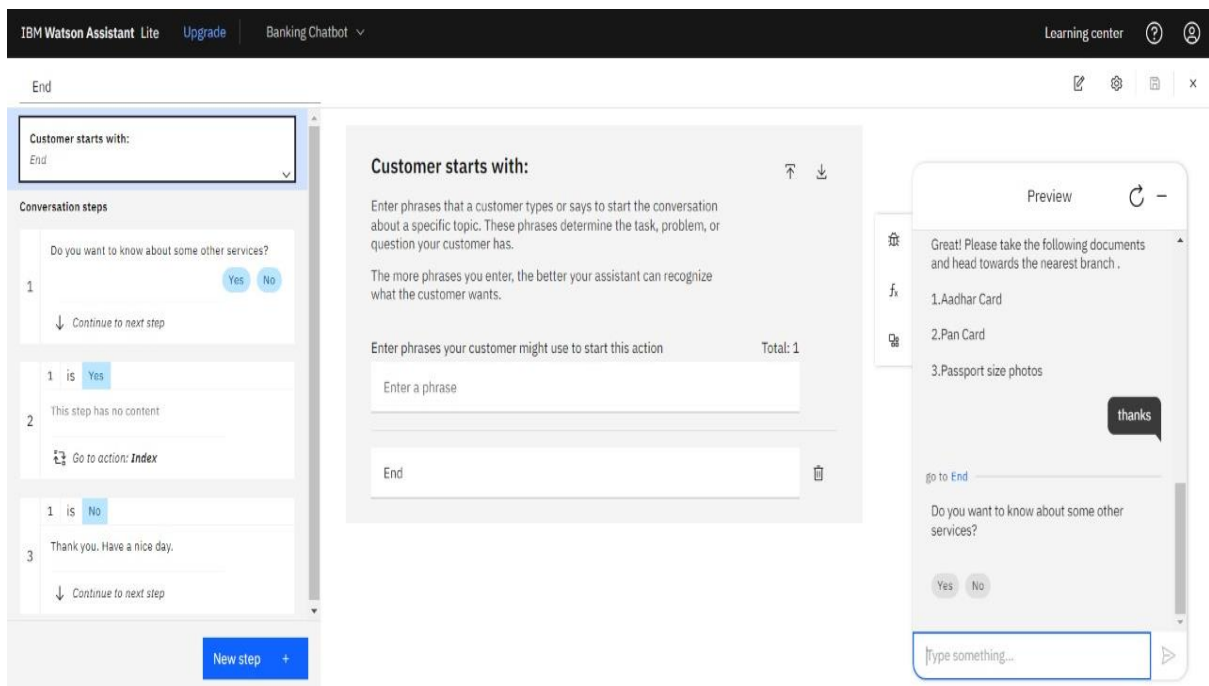 IBM Watson Assistant Lite Upgrade Banking Chatbot Learning center ?
End
Customer starts with:
End
Conversation steps
1
Do you want to know about some other services?
Yes No
Continue to next step
1 is Yes
2
This step has no content
Go to action: Index
1 is No
3
Thank you. Have a nice day.
Continue to next step
New step +
Customer starts with:
Enter phrases that a customer types or says to start the conversation
about a specific topic. These phrases determine the task, problem, or
question your customer has.
The more phrases you enter, the better your assistant can recognize
what the customer wants.
Enter phrases your customer might use to start this action Total: 1
Enter a phrase
End
fx
Preview
Great! Please take the following documents
and head towards the nearest branch .
1.Aadhar Card
2.Pan Card
3.Passport size photos
thanks
go to End
Do you want to know about some other
services?
Yes No
Type something...